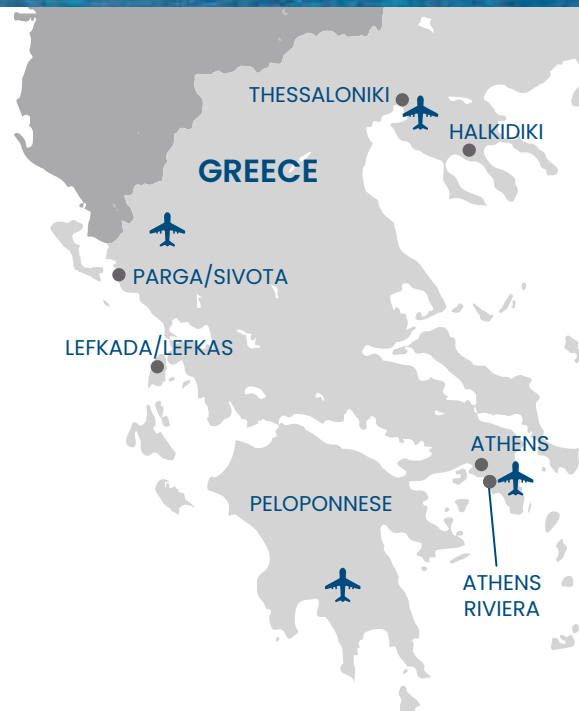 THESSALONIKI
HALKIDIKI
GREECE
PARGA/SIVOTA
LEFKADA/LEFKAS
ATHENS
PELOPONNESE
ATHENS
RIVIERA